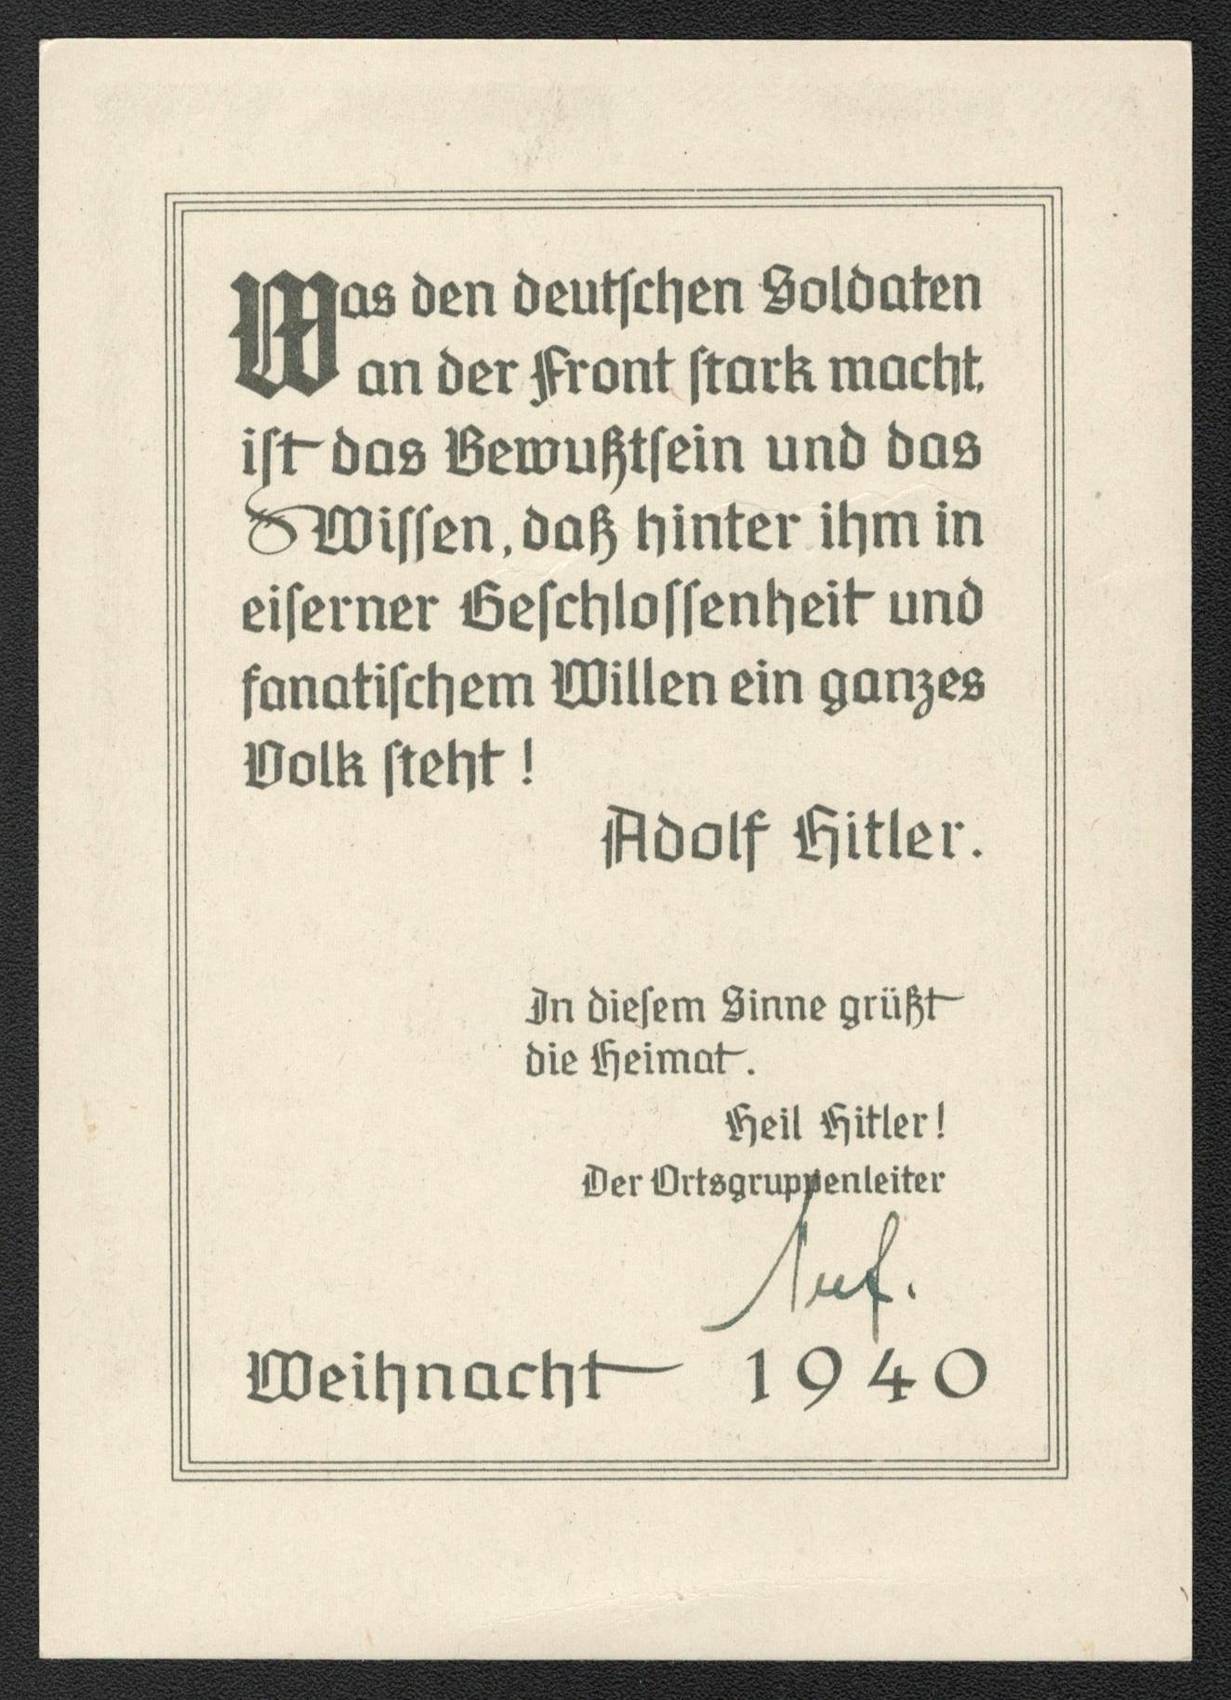 Was den deutſchen Soldaten
an der Front ſtark macht,
iſt das Bewußtſein und das
Wiſſen, daß hinter ihm in
eiſerner Geſchloſſenheit und
fanatiſchem Willen ein ganzes
Volk ſteht!
Adolf Hitler.
In dieſem Sinne grüßt
die Heimat.
Heil Hitler!
Der Ortsgruppenleiter
Weihnacht 1940